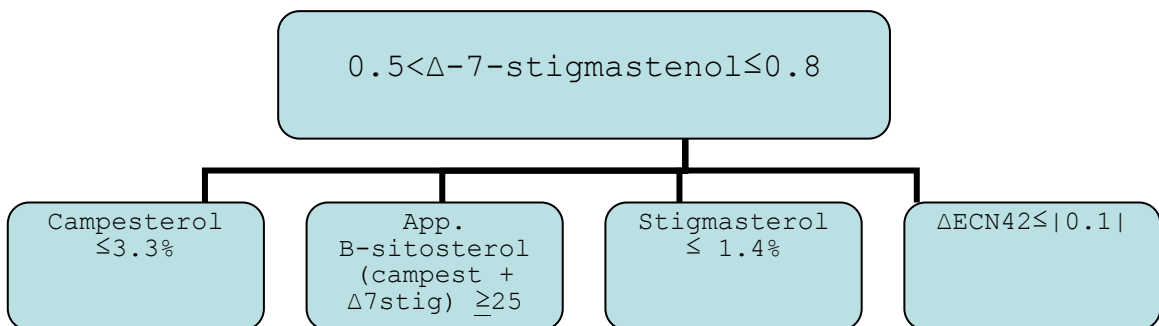 0.5<Δ-7-stigmastenol≤0.8
Campesterol
≤3.3%
App.
B-sitosterol
(campest +
Δ7stig) ≥25
Stigmasterol
≤ 1.4%
ΔECN42≤|0.1|